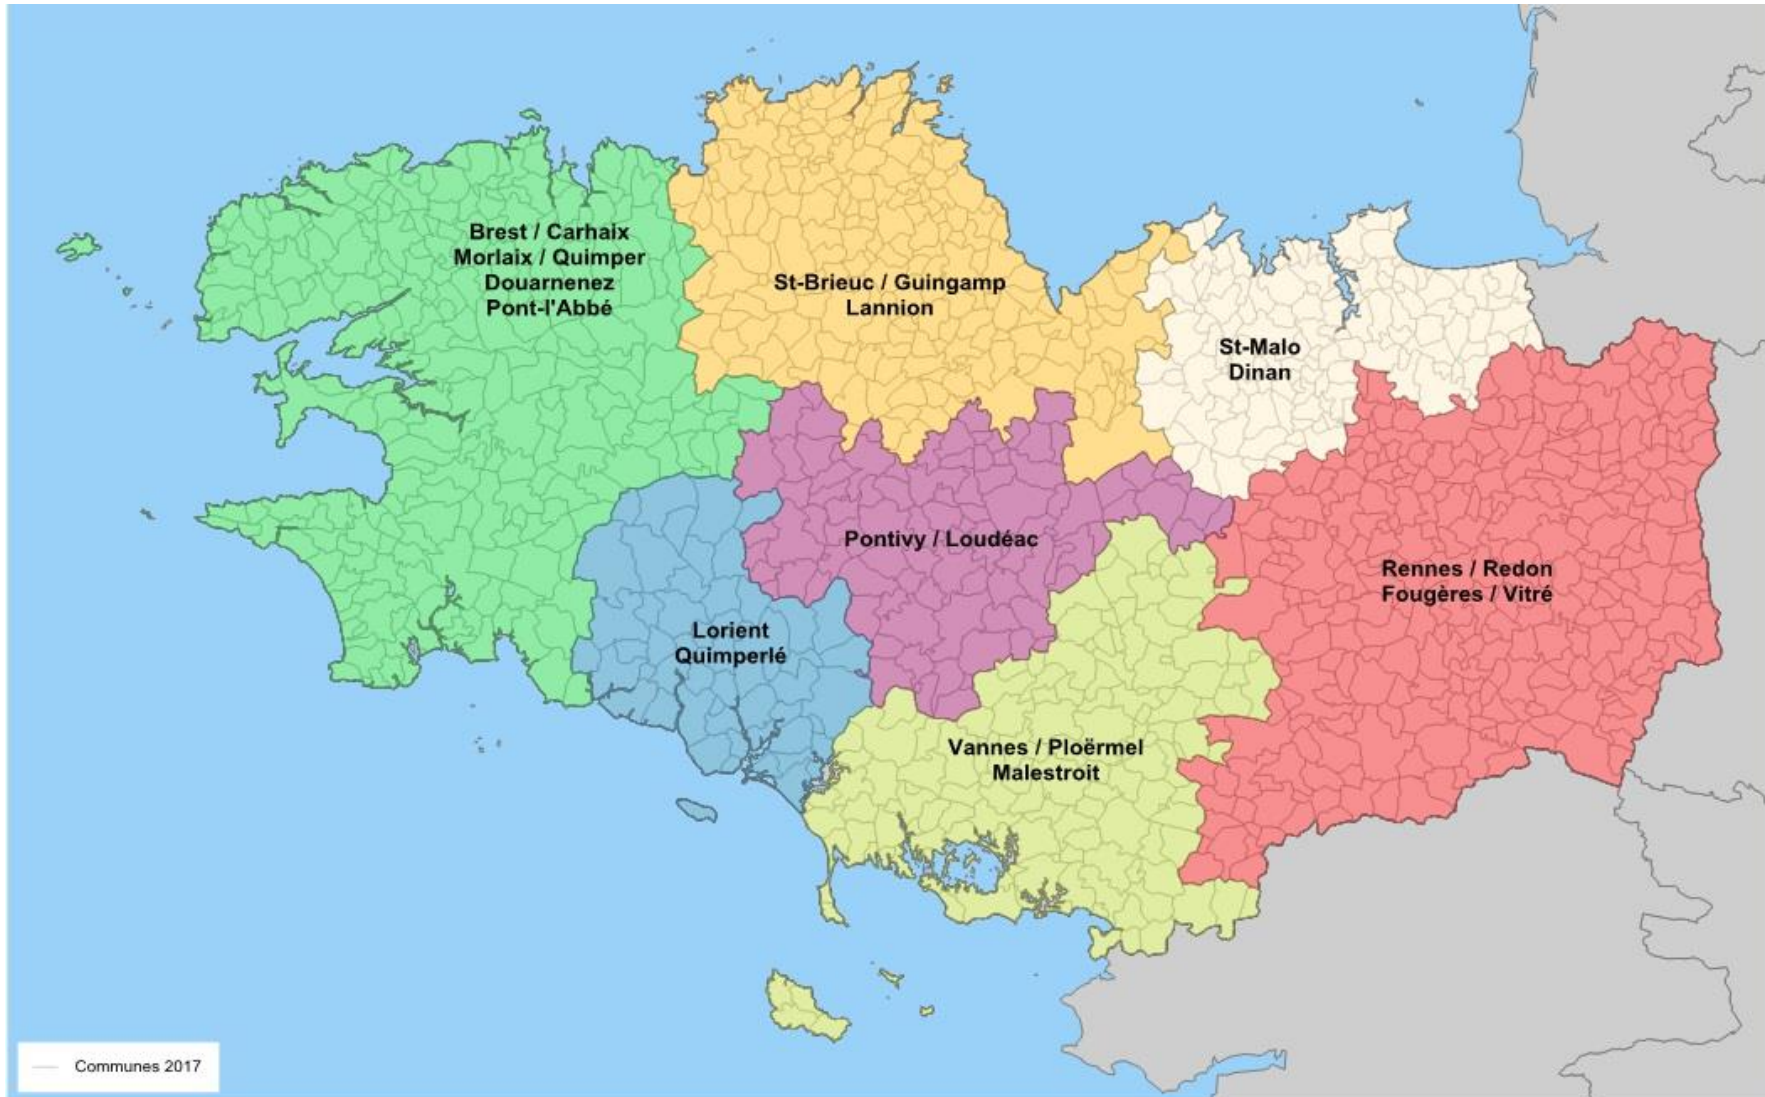 Brest / Carhaix
Morlaix / Quimper
Douarnenez
Pont-l'Abbé
St-Brieuc / Guingamp
Lannion
St-Malo
Dinan
Pontivy / Loudéac
Rennes / Redon
Fougères / Vitré
Lorient
Quimperlé
Vannes / Ploërmel
Malestroit
Communes 2017